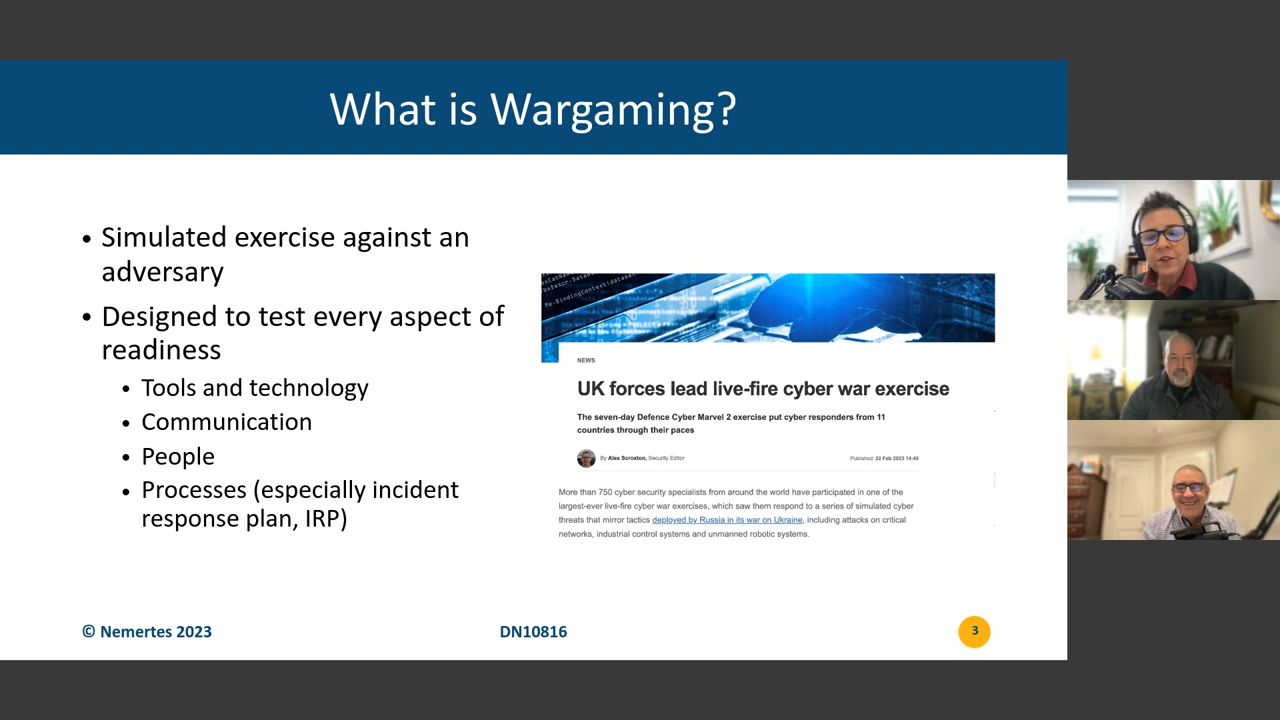 What is Wargaming?
• Simulated exercise against an
adversary
• Designed to test every aspect of
readiness
• Tools and technology
• Communication
• People
• Processes (especially incident
response plan, IRP)
NEWS
UK forces lead live-fire cyber war exercise
The seven-day Defence Cyber Marvel 2 exercise put cyber responders from 11
countries through their paces
By Alex Scroxton, Security Editor
Published: 22 Feb 2023 14:45
More than 750 cyber security specialists from around the world have participated in one of the
largest-ever live-fire cyber war exercises, which saw them respond to a series of simulated cyber
threats that mirror tactics deployed by Russia in its war on Ukraine, including attacks on critical
networks, industrial control systems and unmanned robotic systems.
© Nemertes 2023
DN10816
3